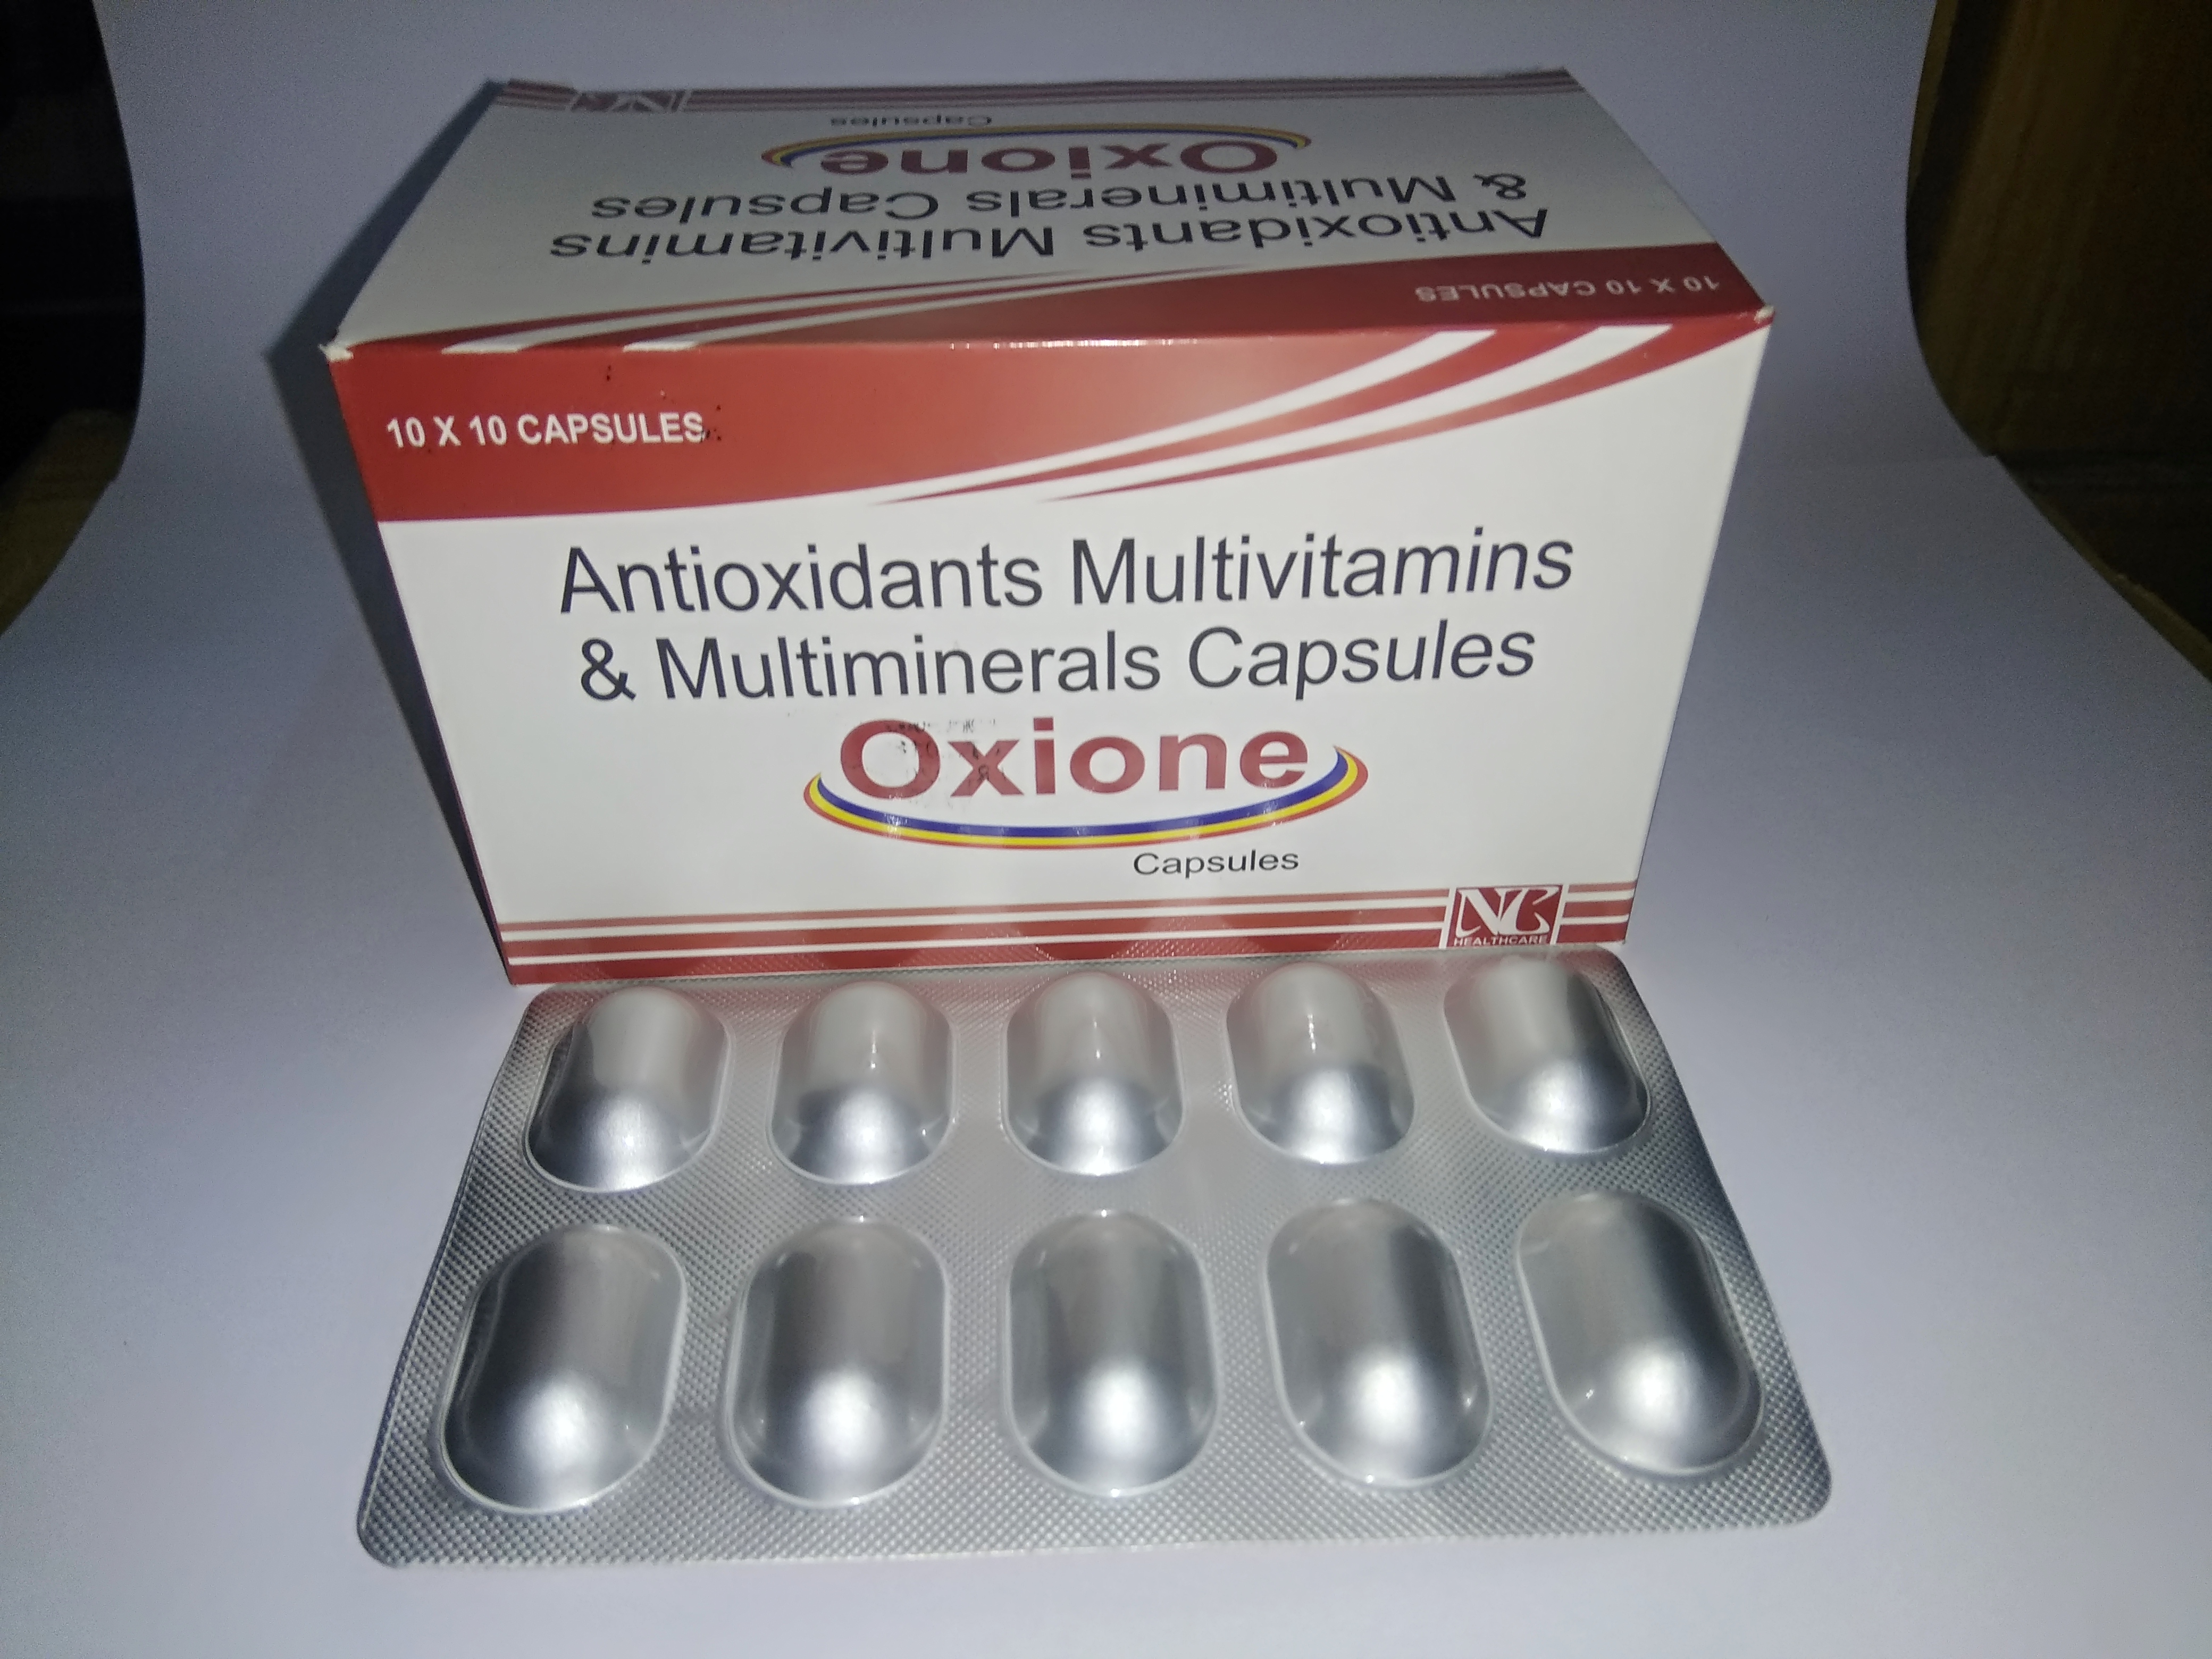 Capsules
Oxione
& Multiminerals Capsules
Antioxidants Multivitamins
10 X 10 CAPSULES
10 X 10 CAPSULES
Antioxidants Multivitamins
& Multiminerals Capsules
Oxione
Capsules
HEALTHCARE